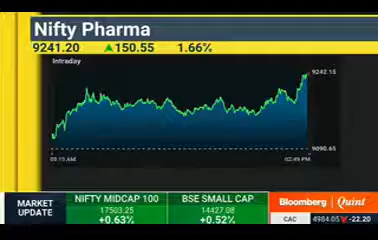 Nifty Pharma
9241.20 ▲ 150.55 1.66%
Intraday
9242.15
9090.65
09:15 AM 02:49 PM
MARKET UPDATE
NIFTY MIDCAP 100
17503.25
+0.63%
BSE SMALL CAP
14427.08
+0.52%
Bloomberg | Quint
CAC 4984.05 ▼ -22.20